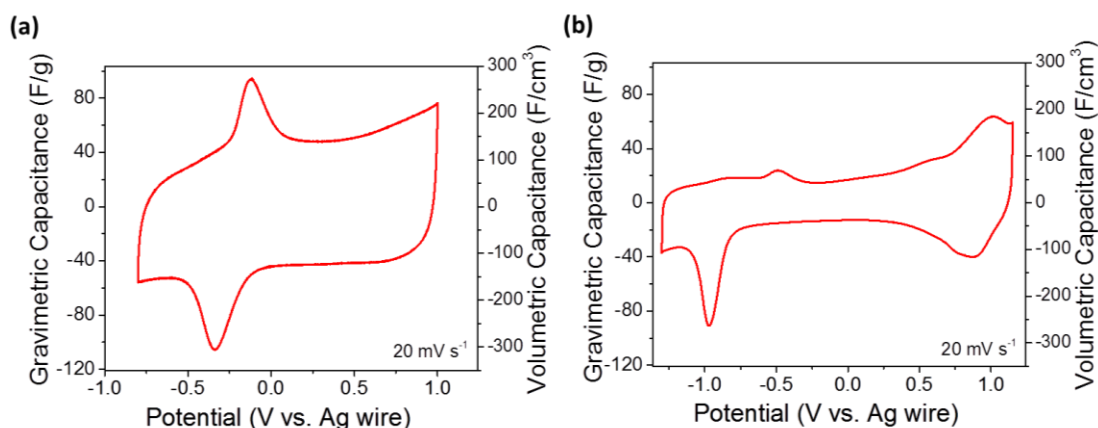 (a)
Gravimetric Capacitance (F/g)
80
40
0
-40
-80
-120
300
200
100
0
-100
-200
-300
Volumetric Capacitance (F/cm³)
20 mV s⁻¹
-1.0 -0.5 0.0 0.5 1.0
Potential (V vs. Ag wire)
(b)
Gravimetric Capacitance (F/g)
80
40
0
-40
-80
-120
300
200
100
0
-100
-200
-300
Volumetric Capacitance (F/cm³)
20 mV s⁻¹
-1.0 -0.5 0.0 0.5 1.0
Potential (V vs. Ag wire)